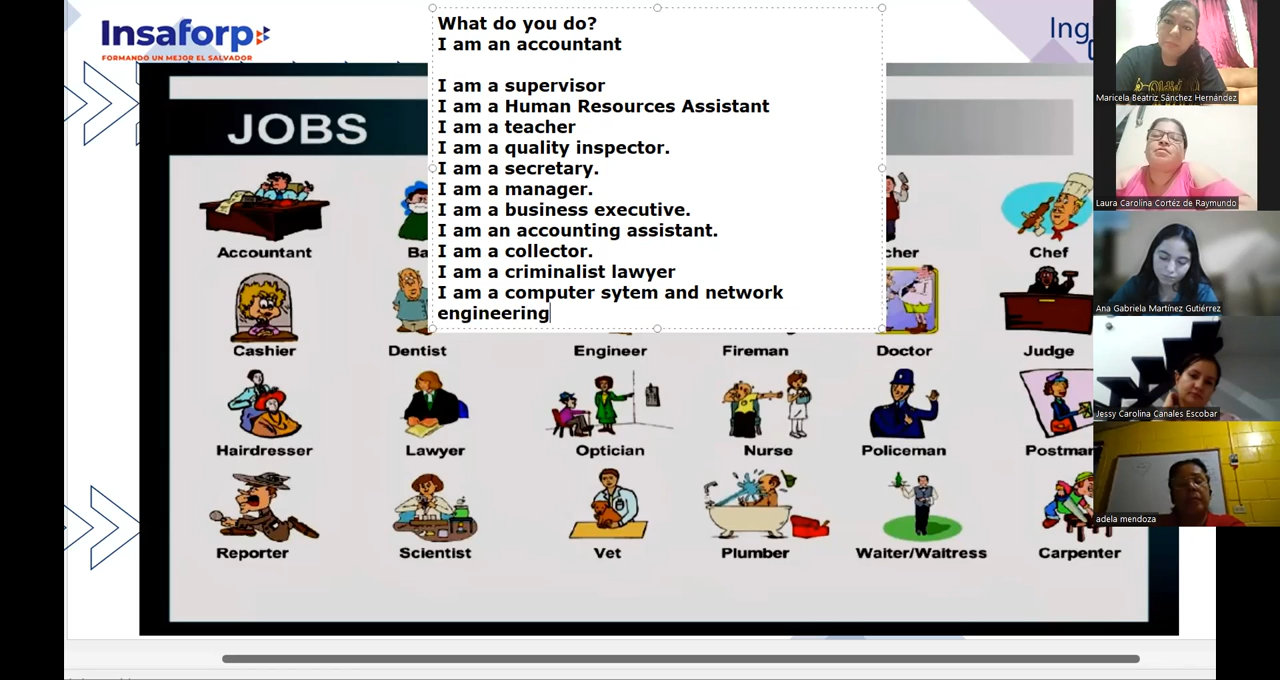 Insaforp
FORMANDO UN MEJOR EL SALVADOR
What do you do?
I am an accountant
I am a supervisor
I am a Human Resources Assistant
I am a teacher
I am a quality inspector.
I am a secretary.
I am a manager.
I am a business executive.
I am an accounting assistant.
I am a collector.
I am a criminalist lawyer
I am a computer sytem and network
engineering
Ing
JOBS
Accountant
Ba
cher
Chef
Cashier
Dentist
Engineer
Fireman
Doctor
Judge
Hairdresser
Lawyer
Optician
Nurse
Policeman
Postman
Reporter
Scientist
Vet
Plumber
Waiter/Waitress
Carpenter
Maricela Beatriz Sánchez Hernández
Laura Carolina Cortéz de Raymundo
Ana Gabriela Martínez Gutiérrez
Jessy Carolina Canales Escobar
adela mendoza